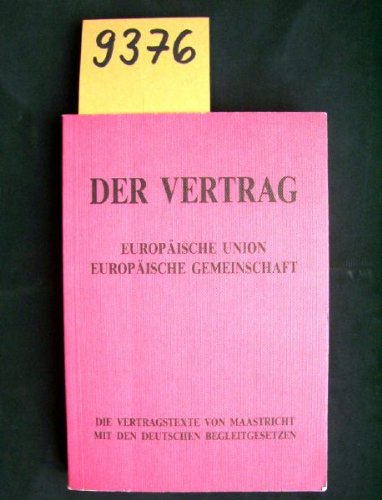 9376
DER VERTRAG
EUROPÄISCHE UNION
EUROPÄISCHE GEMEINSCHAFT
DIE VERTRAGSTEXTE VON MAASTRICHT
MIT DEN DEUTSCHEN BEGLEITGESETZEN